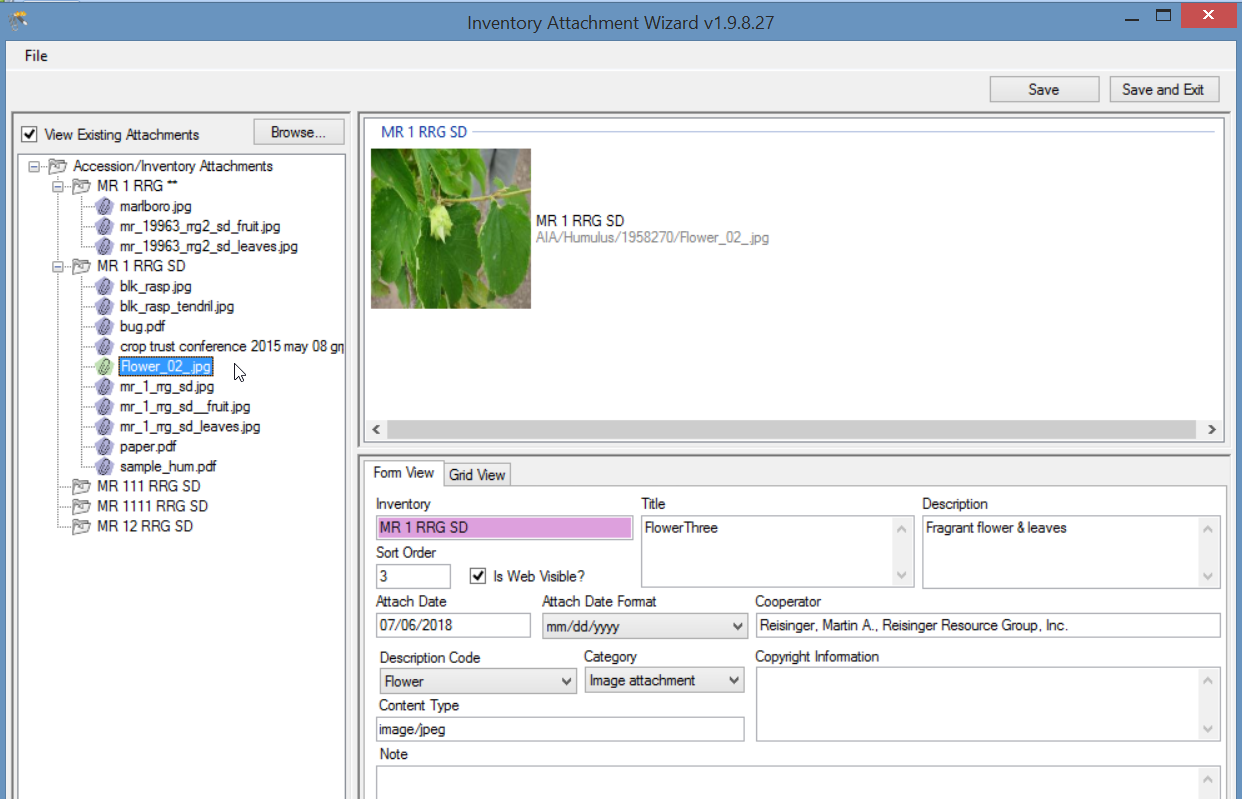 Inventory Attachment Wizard v1.9.8.27
File
Save
Save and Exit
View Existing Attachments
Browse...
Accession/Inventory Attachments
MR 1 RRG **
marlboro.jpg
mr_19963_rrg2_sd_fruit.jpg
mr_19963_rrg2_sd_leaves.jpg
MR 1 RRG SD
blk_rasp.jpg
blk_rasp_tendril.jpg
bug.pdf
crop trust conference 2015 may 08 grp
Flower_02_.jpg
mr_1_rrg_sd.jpg
mr_1_rrg_sd__fruit.jpg
mr_1_rrg_sd_leaves.jpg
paper.pdf
sample_hum.pdf
MR 111 RRG SD
MR 1111 RRG SD
MR 12 RRG SD
MR 1 RRG SD
MR 1 RRG SD
AIA/Humulus/1958270/Flower_02_.jpg
Form View
Grid View
Inventory
MR 1 RRG SD
Title
FlowerThree
Description
Fragrant flower & leaves
Sort Order
3
Is Web Visible?
Attach Date
07/06/2018
Attach Date Format
mm/dd/yyyy
Cooperator
Reisinger, Martin A., Reisinger Resource Group, Inc.
Description Code
Flower
Category
Image attachment
Copyright Information
Content Type
image/jpeg
Note